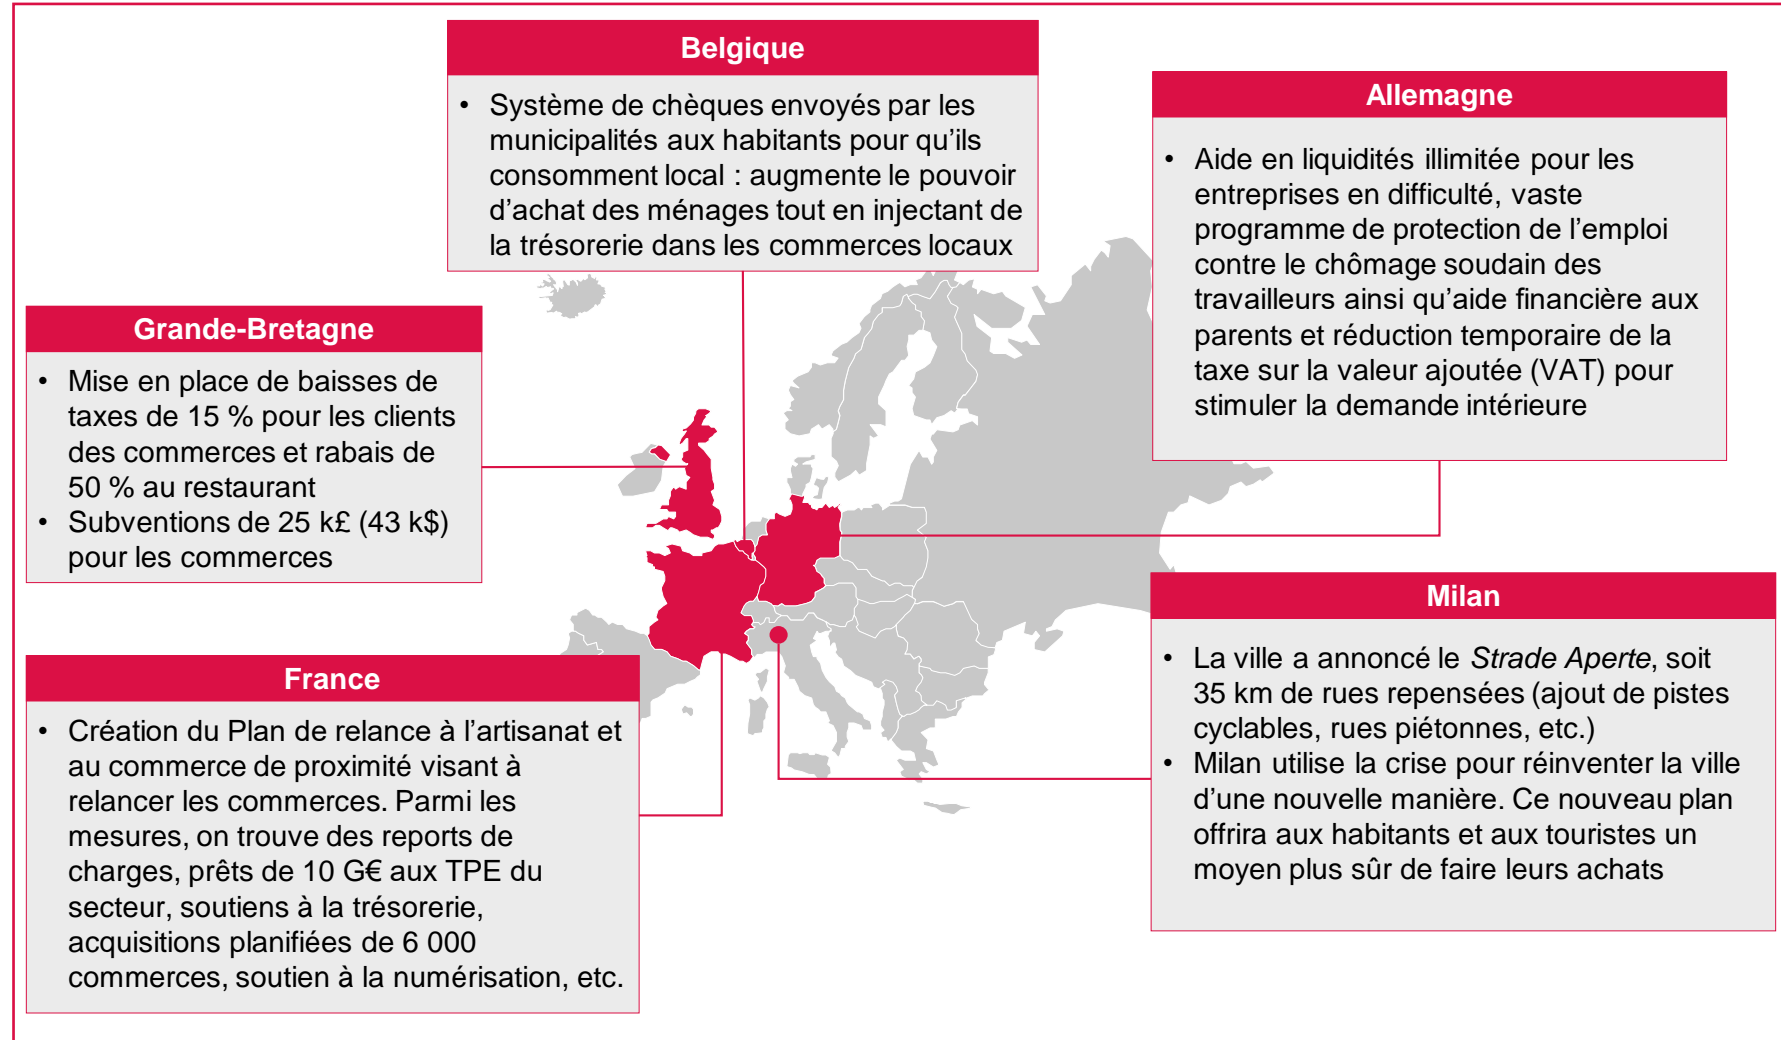 Belgique
• Système de chèques envoyés par les
municipalités aux habitants pour qu’ils
consomment local : augmente le pouvoir
d’achat des ménages tout en injectant de
la trésorerie dans les commerces locaux
Allemagne
• Aide en liquidités illimitée pour les
entreprises en difficulté, vaste
programme de protection de l’emploi
contre le chômage soudain des
travailleurs ainsi qu’aide financière aux
parents et réduction temporaire de la
taxe sur la valeur ajoutée (VAT) pour
stimuler la demande intérieure
Grande-Bretagne
• Mise en place de baisses de
taxes de 15 % pour les clients
des commerces et rabais de
50 % au restaurant
• Subventions de 25 k£ (43 k$)
pour les commerces
Milan
• La ville a annoncé le Strade Aperte, soit
35 km de rues repensées (ajout de pistes
cyclables, rues piétonnes, etc.)
• Milan utilise la crise pour réinventer la ville
d’une nouvelle manière. Ce nouveau plan
offrira aux habitants et aux touristes un
moyen plus sûr de faire leurs achats
France
• Création du Plan de relance à l’artisanat et
au commerce de proximité visant à
relancer les commerces. Parmi les
mesures, on trouve des reports de
charges, prêts de 10 G€ aux TPE du
secteur, soutiens à la trésorerie,
acquisitions planifiées de 6 000
commerces, soutien à la numérisation, etc.